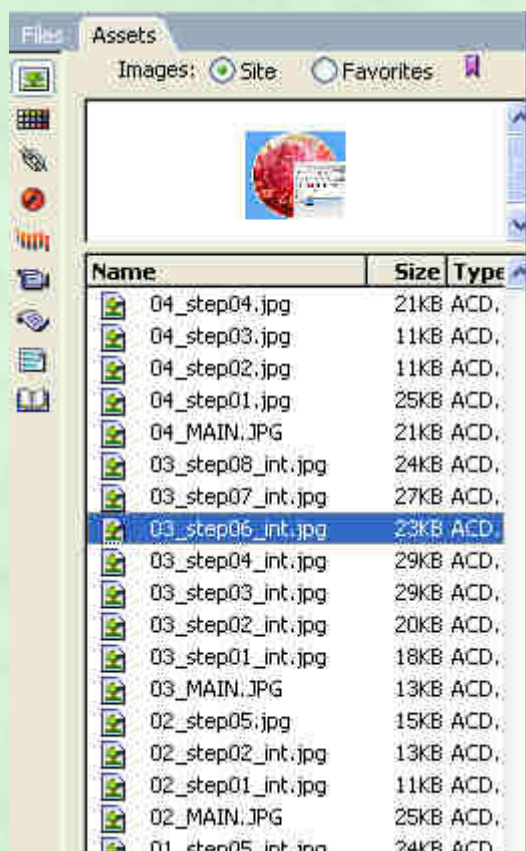 Files Assets
Images: Site Favorites
Name Size Type
04_step04.jpg 21KB ACD.
04_step03.jpg 11KB ACD.
04_step02.jpg 11KB ACD.
04_step01.jpg 25KB ACD.
04_MAIN.JPG 21KB ACD.
03_step08_int.jpg 24KB ACD.
03_step07_int.jpg 27KB ACD.
03_step06_int.jpg 23KB ACD.
03_step04_int.jpg 29KB ACD.
03_step03_int.jpg 29KB ACD.
03_step02_int.jpg 20KB ACD.
03_step01_int.jpg 18KB ACD.
03_MAIN.JPG 13KB ACD.
02_step05.jpg 15KB ACD.
02_step02_int.jpg 13KB ACD.
02_step01_int.jpg 11KB ACD.
02_MAIN.JPG 25KB ACD.
01_step05_int.jpg 24KB ACD.